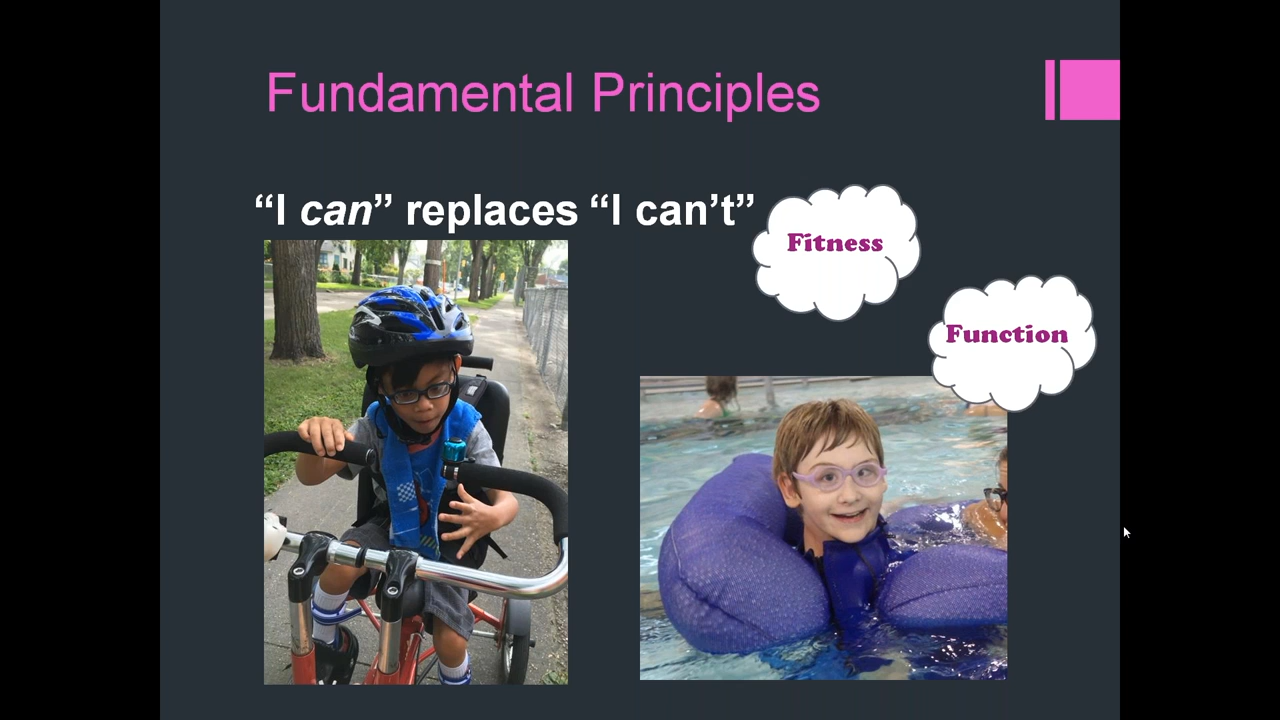 Fundamental Principles
“I can” replaces “I can’t”
Fitness
Function